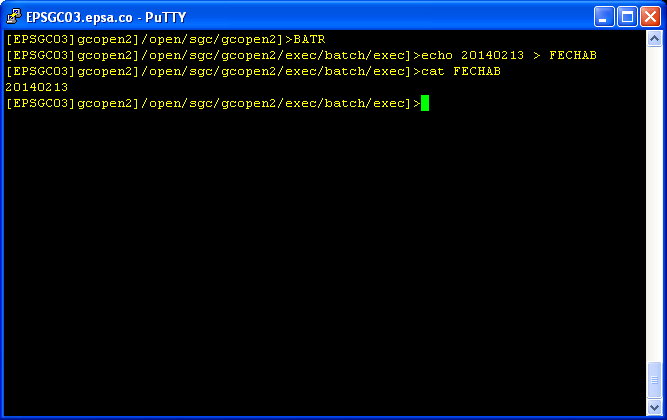 EPSGC03.epsa.co - PuTTY
[EPSGC03]gcopen2]/open/sgc/gcopen2]>BATR
[EPSGC03]gcopen2]/open/sgc/gcopen2/exec/batch/exec]>echo 20140213 > FECHAB
[EPSGC03]gcopen2]/open/sgc/gcopen2/exec/batch/exec]>cat FECHAB
20140213
[EPSGC03]gcopen2]/open/sgc/gcopen2/exec/batch/exec]>